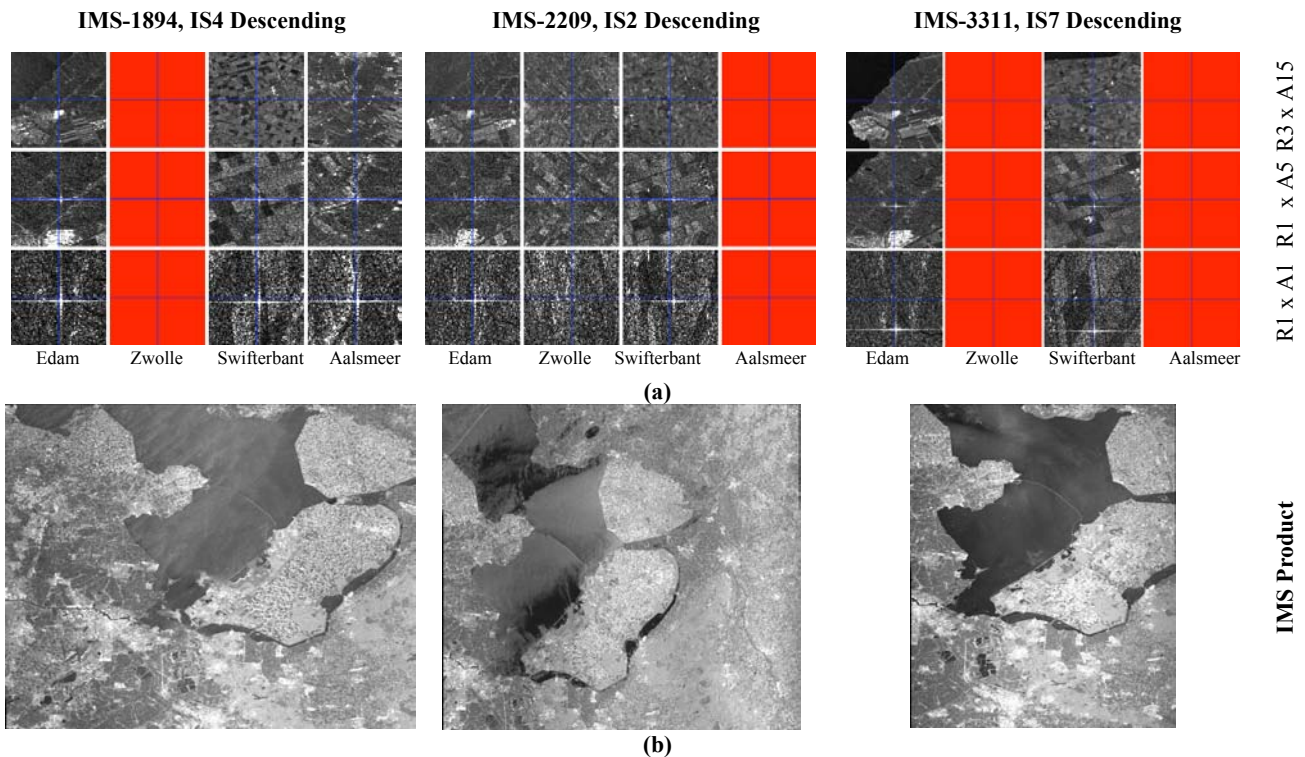 IMS-1894, IS4 Descending
IMS-2209, IS2 Descending
IMS-3311, IS7 Descending
R3 x A15
R1 x A5
R1 x A1
Edam Zwolle Swifterbant Aalsmeer
Edam Zwolle Swifterbant Aalsmeer
Edam Zwolle Swifterbant Aalsmeer
(a)
IMS Product
(b)